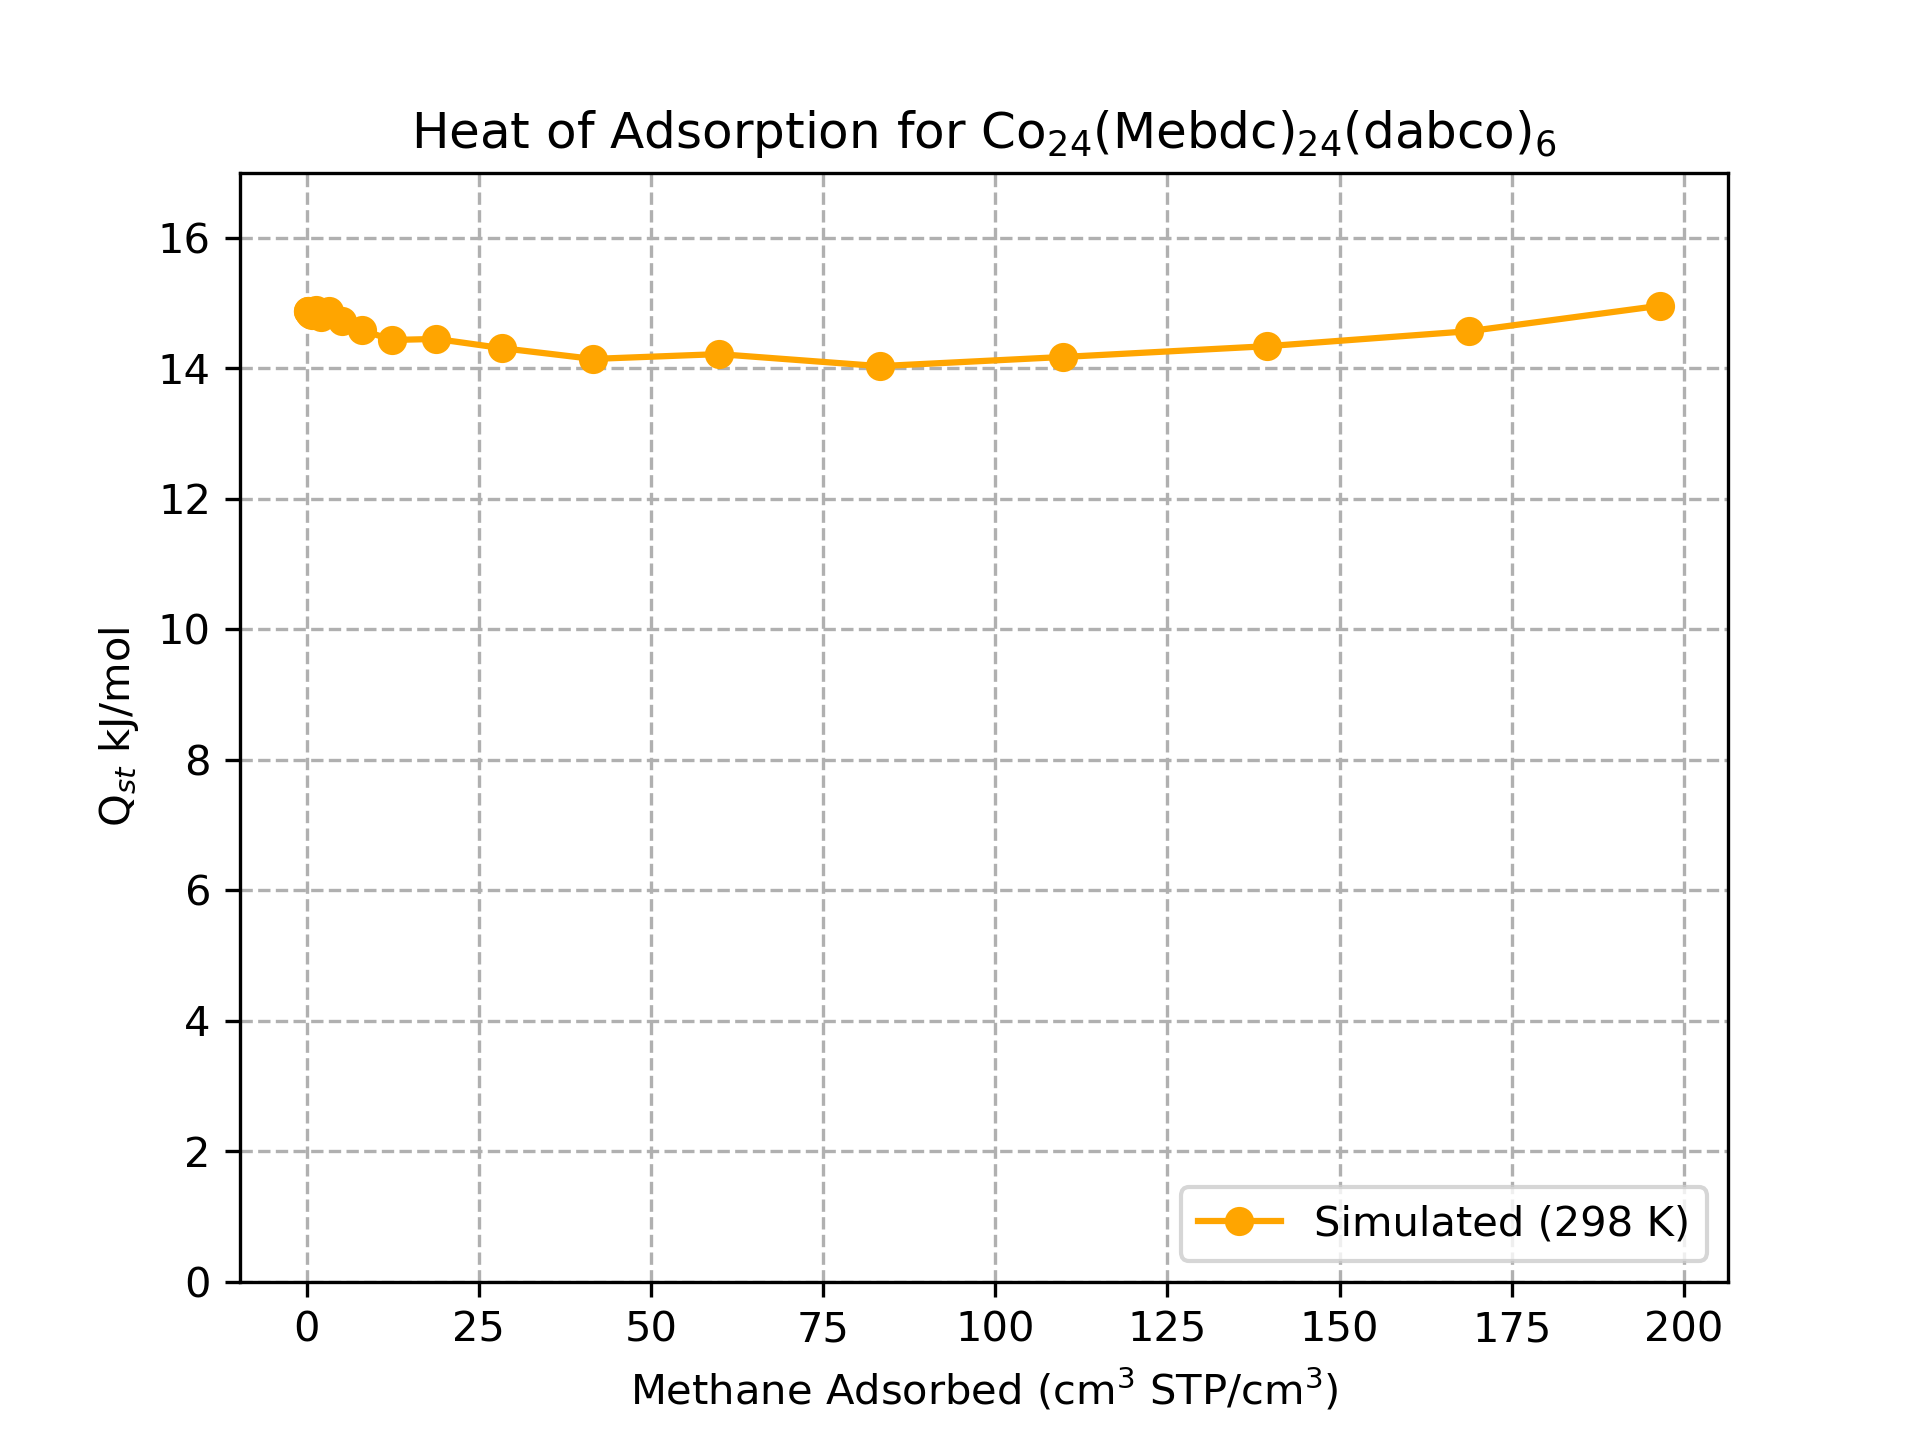 Heat of Adsorption for Co₂₄(Mebdc)₂₄(dabco)₆
16
14
12
10
8
6
4
2
0
Qₛₜ kJ/mol
Simulated (298 K)
0 25 50 75 100 125 150 175 200
Methane Adsorbed (cm³ STP/cm³)